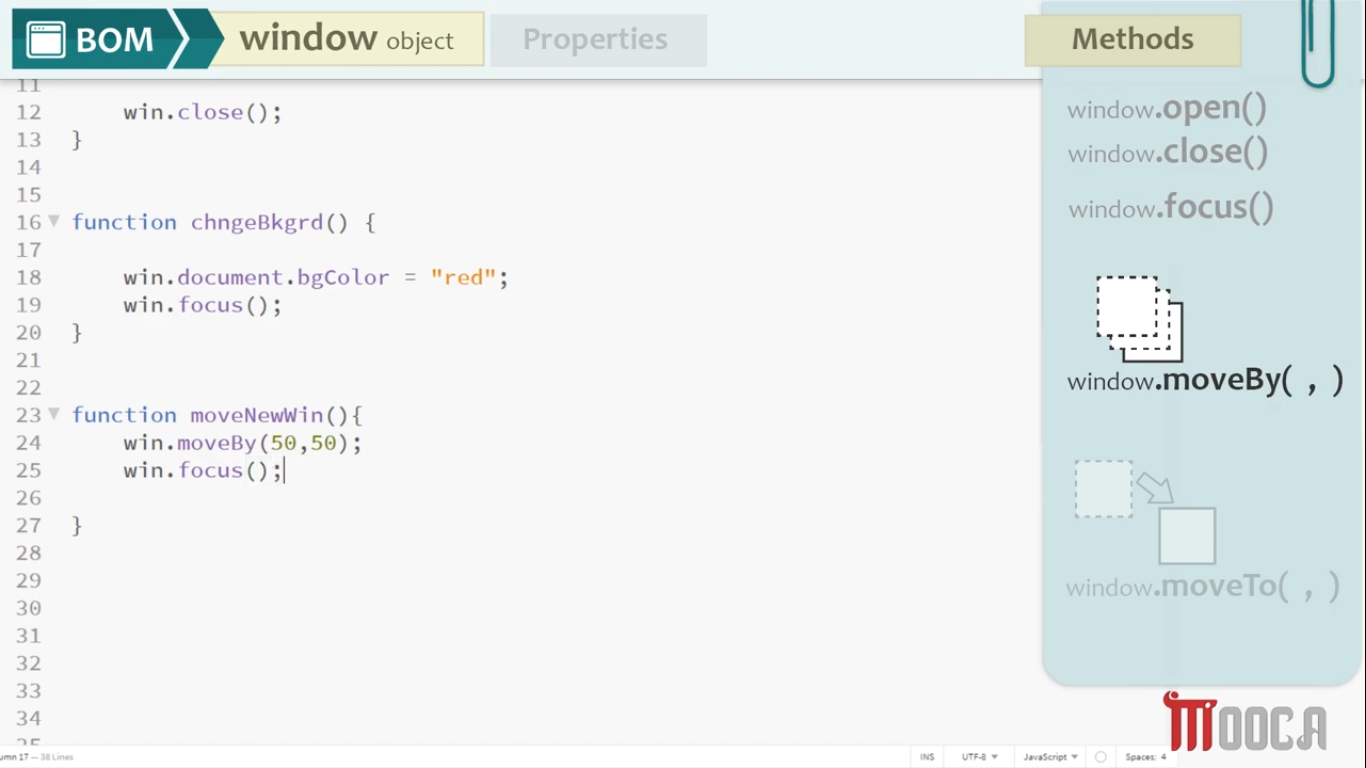 BOM window object Properties Methods
11
12 win.close();
13 }
14
15
16 function chngeBkgrd() {
17
18 win.document.bgColor = "red";
19 win.focus();
20 }
21
22
23 function moveNewWin(){
24 win.moveBy(50,50);
25 win.focus();
26
27 }
28
29
30
31
32
33
34
35
window.open()
window.close()
window.focus()
window.moveBy( , )
window.moveTo( , )
MOOCA
umn 17 — 38 Lines INS UTF-8 JavaScript Spaces: 4